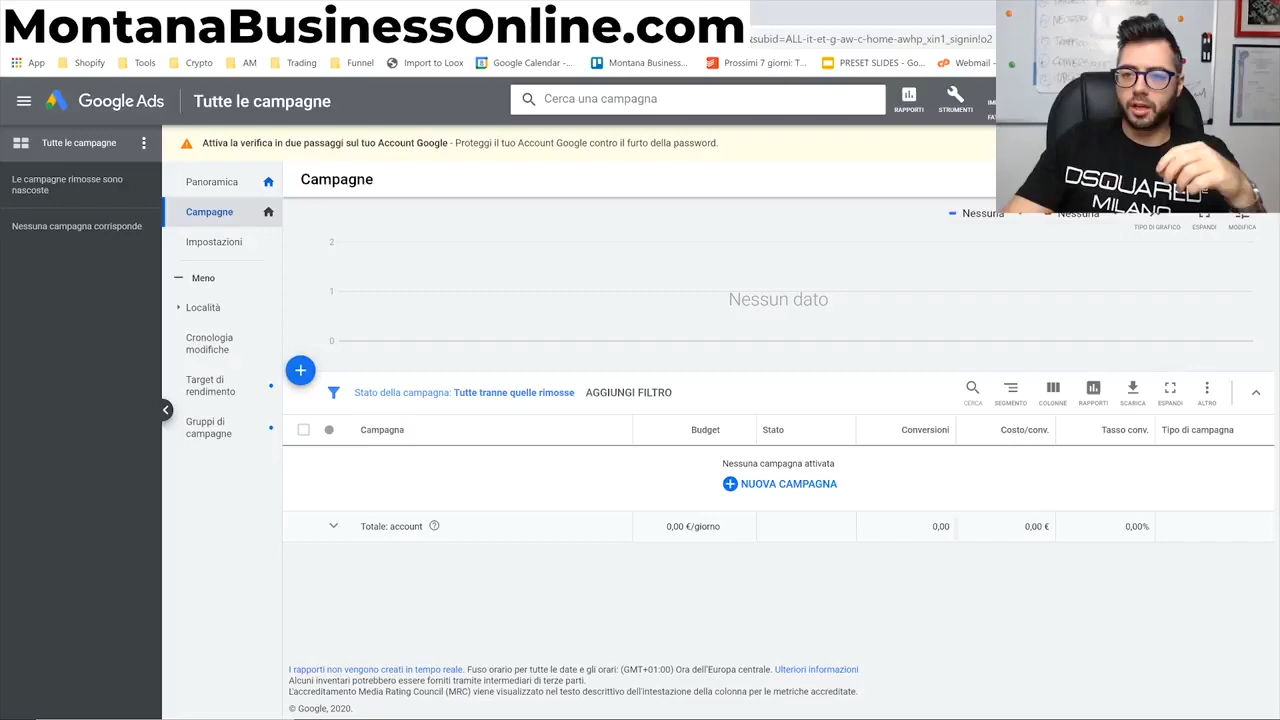 MontanaBusinessOnline.com
&subid=ALL-it-et-g-aw-c-home-awhp_xin1_signin!o2
App Shopify Tools Crypto AM Trading Funnel Import to Loox Google Calendar -... Montana Business... Prossimi 7 giorni: T... PRESET SLIDES - Go... Webmail -
Google Ads Tutte le campagne
Cerca una campagna
RAPPORTI STRUMENTI
Tutte le campagne
Attiva la verifica in due passaggi sul tuo Account Google - Proteggi il tuo Account Google contro il furto della password.
Le campagne rimosse sono
nascoste
Nessuna campagna corrisponde
Panoramica
Campagne
Impostazioni
Meno
Località
Cronologia
modifiche
Target di
rendimento
Gruppi di
campagne
Campagne
Nessuna Nessuna
TIPO DI GRAFICO ESPANDI MODIFICA
2
1
0
Nessun dato
Stato della campagna: Tutte tranne quelle rimosse AGGIUNGI FILTRO
CERCA SEGMENTO COLONNE RAPPORTI SCARICA ESPANDI ALTRO
Campagna Budget Stato Conversioni Costo/conv. Tasso conv. Tipo di campagna
Nessuna campagna attivata
NUOVA CAMPAGNA
Totale: account 0,00 €/giorno 0,00 0,00 € 0,00%
I rapporti non vengono creati in tempo reale. Fuso orario per tutte le date e gli orari: (GMT+01:00) Ora dell'Europa centrale. Ulteriori informazioni
Alcuni inventari potrebbero essere forniti tramite intermediari di terze parti.
L'accreditamento Media Rating Council (MRC) viene visualizzato nel testo descrittivo dell'intestazione della colonna per le metriche accreditate.
© Google, 2020.
DSQUARED
MILANO